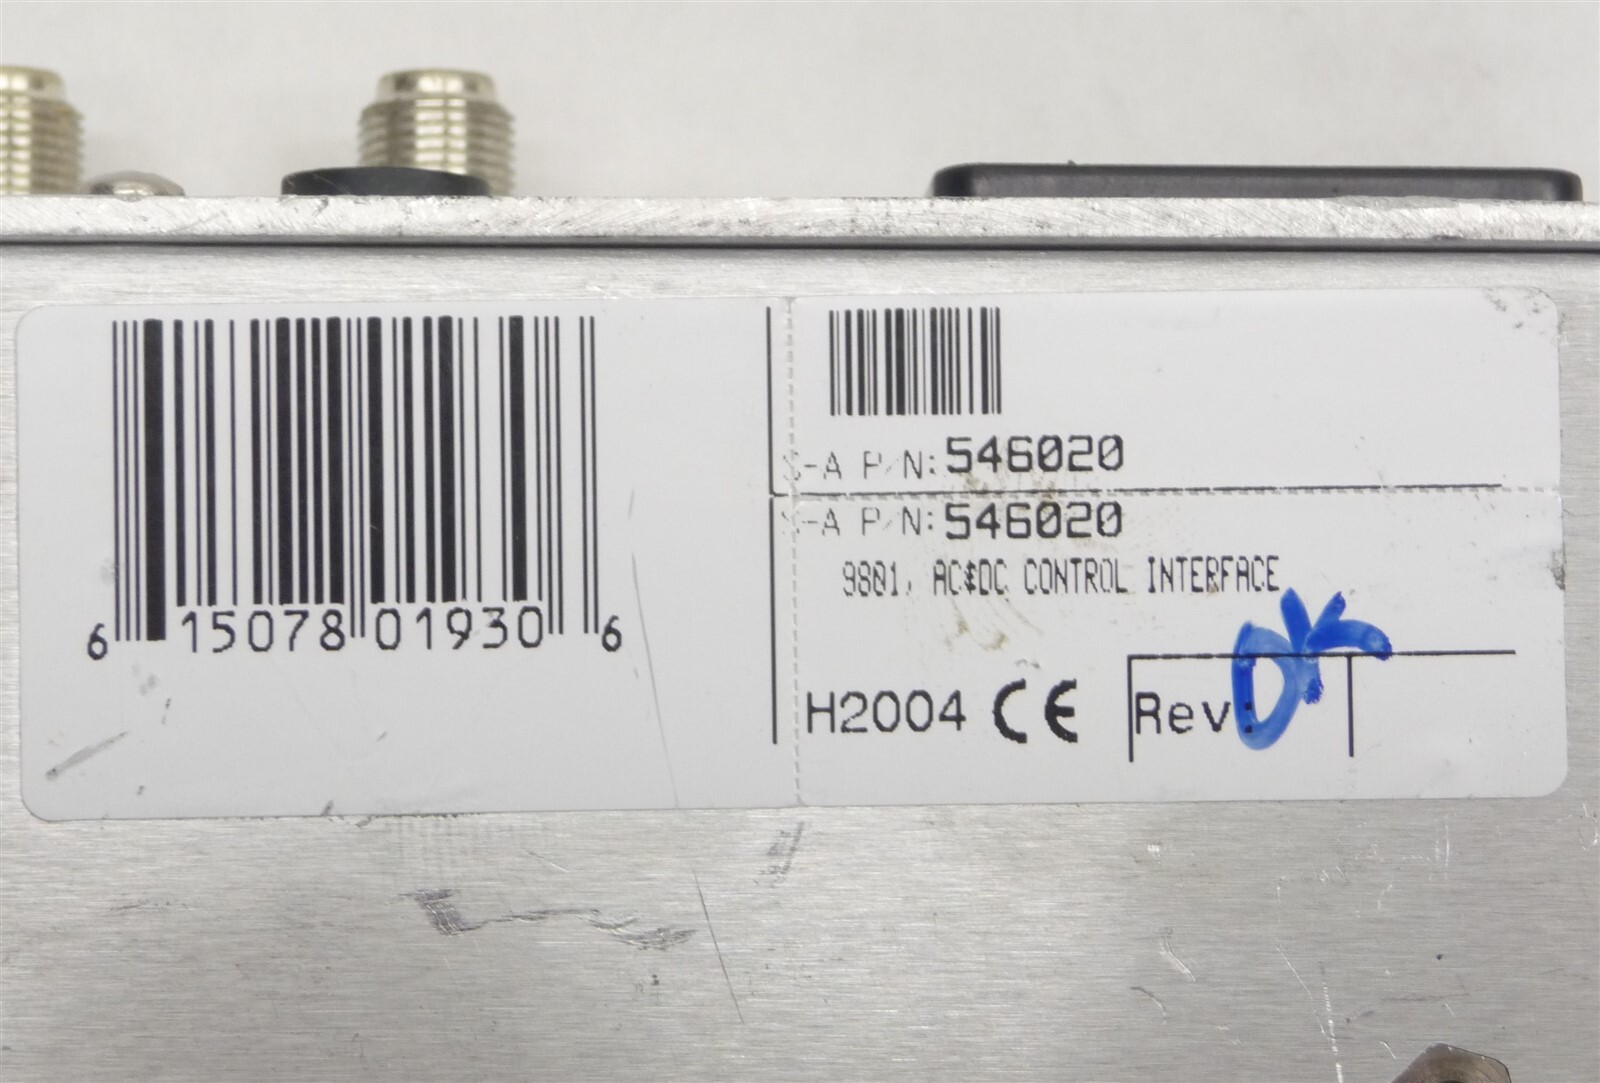 6 15078 01930 6
S-A P/N: 546020
S-A P/N: 546020
9801, AC&DC CONTROL INTERFACE
OK
H2004 CE Rev: